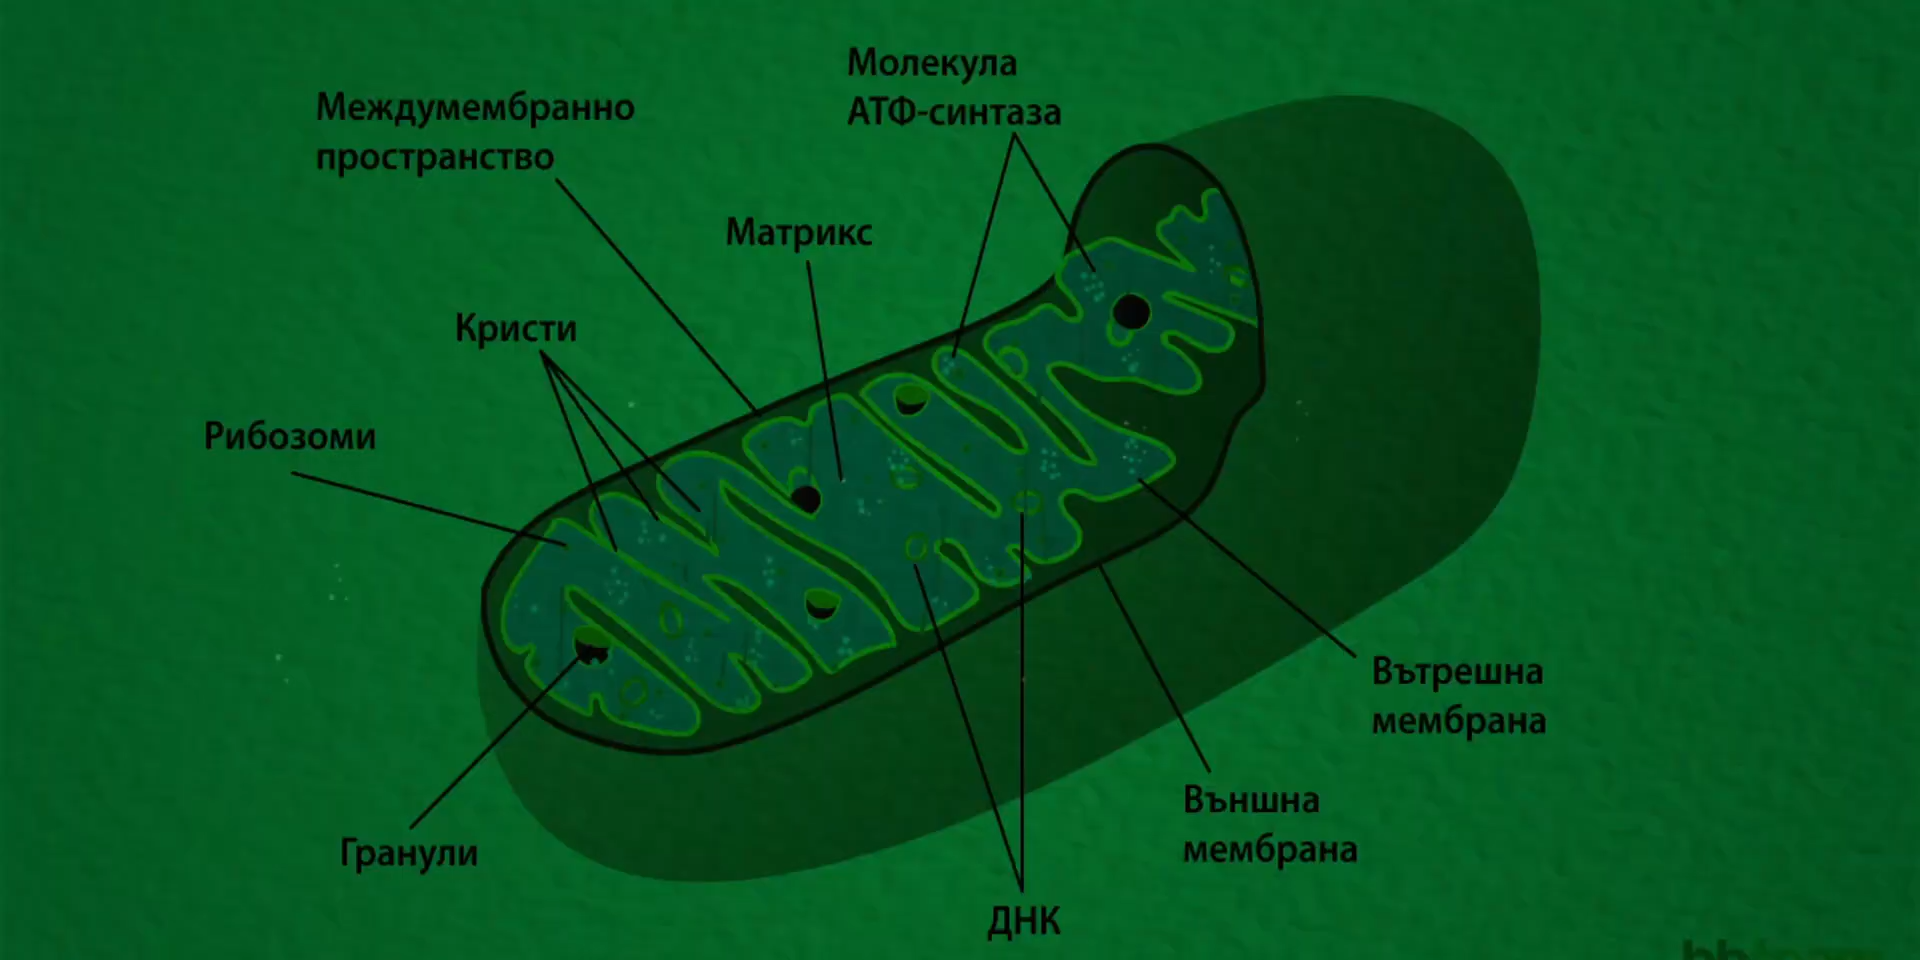 Молекула
АТФ-синтаза
Междумембранно
пространство
Матрикс
Кристи
Рибозоми
Вътрешна
мембрана
Външна
мембрана
Гранули
ДНК